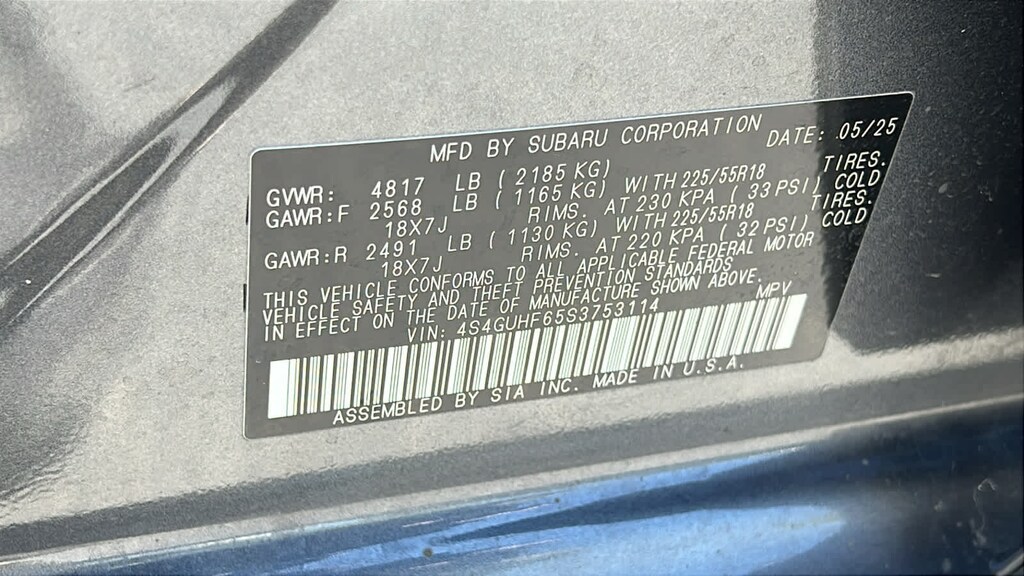 MFD BY SUBARU CORPORATION DATE: 05/25
GVWR: 4817 LB ( 2185 KG)
GAWR:F 2568 LB ( 1165 KG) WITH 225/55R18 TIRES.
18X7J RIMS. AT 230 KPA ( 33 PSI) COLD
GAWR:R 2491 LB ( 1130 KG) WITH 225/55R18 TIRES.
18X7J RIMS. AT 220 KPA ( 32 PSI) COLD
THIS VEHICLE CONFORMS TO ALL APPLICABLE FEDERAL MOTOR
VEHICLE SAFETY AND THEFT PREVENTION STANDARDS
IN EFFECT ON THE DATE OF MANUFACTURE SHOWN ABOVE.
VIN: 4S4GUHF65S3753114 MPV
ASSEMBLED BY SIA INC. MADE IN U.S.A.